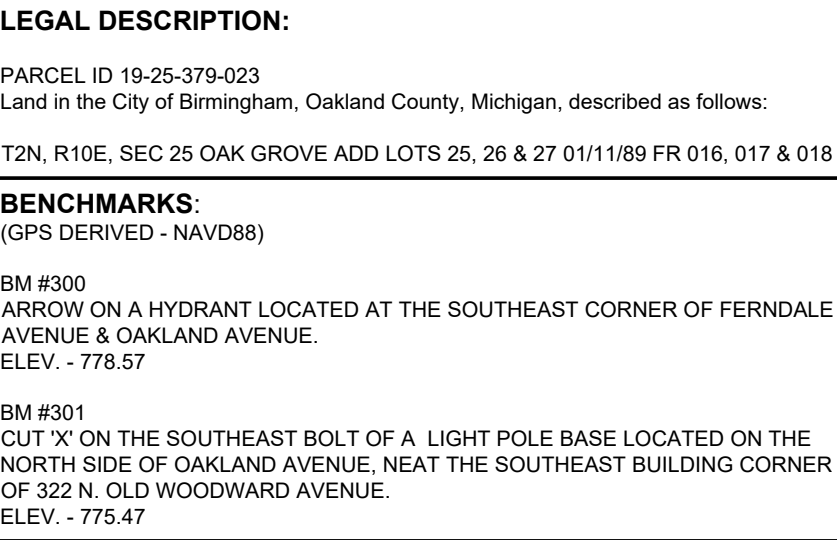 LEGAL DESCRIPTION:
PARCEL ID 19-25-379-023
Land in the City of Birmingham, Oakland County, Michigan, described as follows:
T2N, R10E, SEC 25 OAK GROVE ADD LOTS 25, 26 & 27 01/11/89 FR 016, 017 & 018
BENCHMARKS:
(GPS DERIVED - NAVD88)
BM #300
ARROW ON A HYDRANT LOCATED AT THE SOUTHEAST CORNER OF FERNDALE
AVENUE & OAKLAND AVENUE.
ELEV. - 778.57
BM #301
CUT 'X' ON THE SOUTHEAST BOLT OF A  LIGHT POLE BASE LOCATED ON THE
NORTH SIDE OF OAKLAND AVENUE, NEAT THE SOUTHEAST BUILDING CORNER
OF 322 N. OLD WOODWARD AVENUE.
ELEV. - 775.47